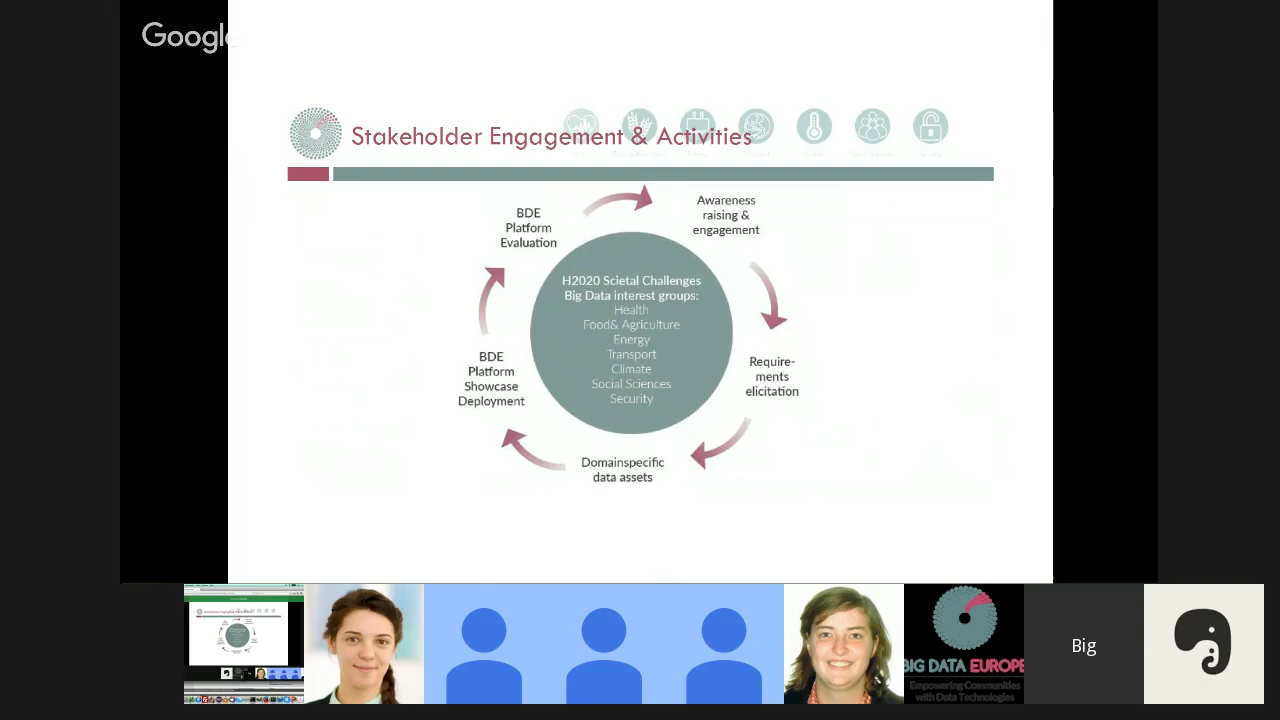 Google
Stakeholder Engagement & Activities
BDE
Platform
Evaluation
Awareness
raising &
engagement
H2020 Scietal Challenges
Big Data interest groups:
Health
Food& Agriculture
Energy
Transport
Climate
Social Sciences
Security
BDE
Platform
Showcase
Deployment
Require-
ments
elicitation
Domainspecific
data assets
BIG DATA EUROPE
Empowering Communities
with Data Technologies
Big